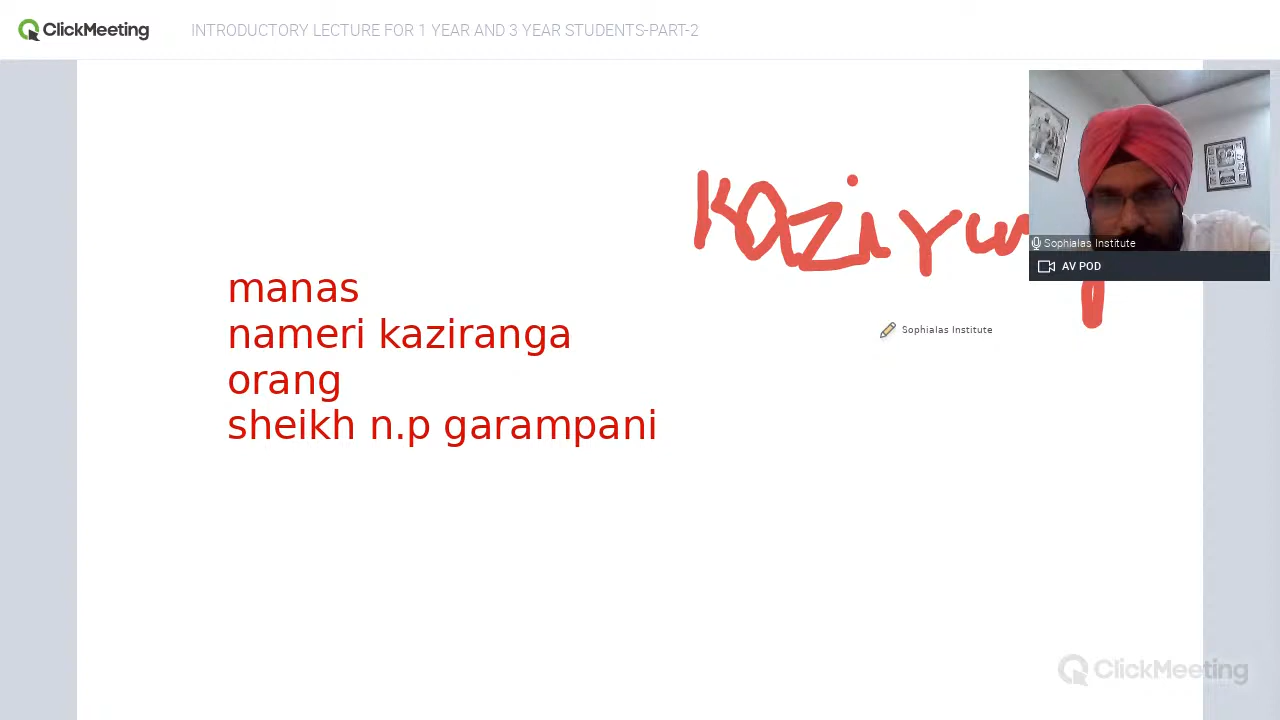 ClickMeeting INTRODUCTORY LECTURE FOR 1 YEAR AND 3 YEAR STUDENTS-PART-2
Sophialas Institute
AV POD
manas
nameri kaziranga
orang
sheikh n.p garampani
Sophialas Institute
ClickMeeting